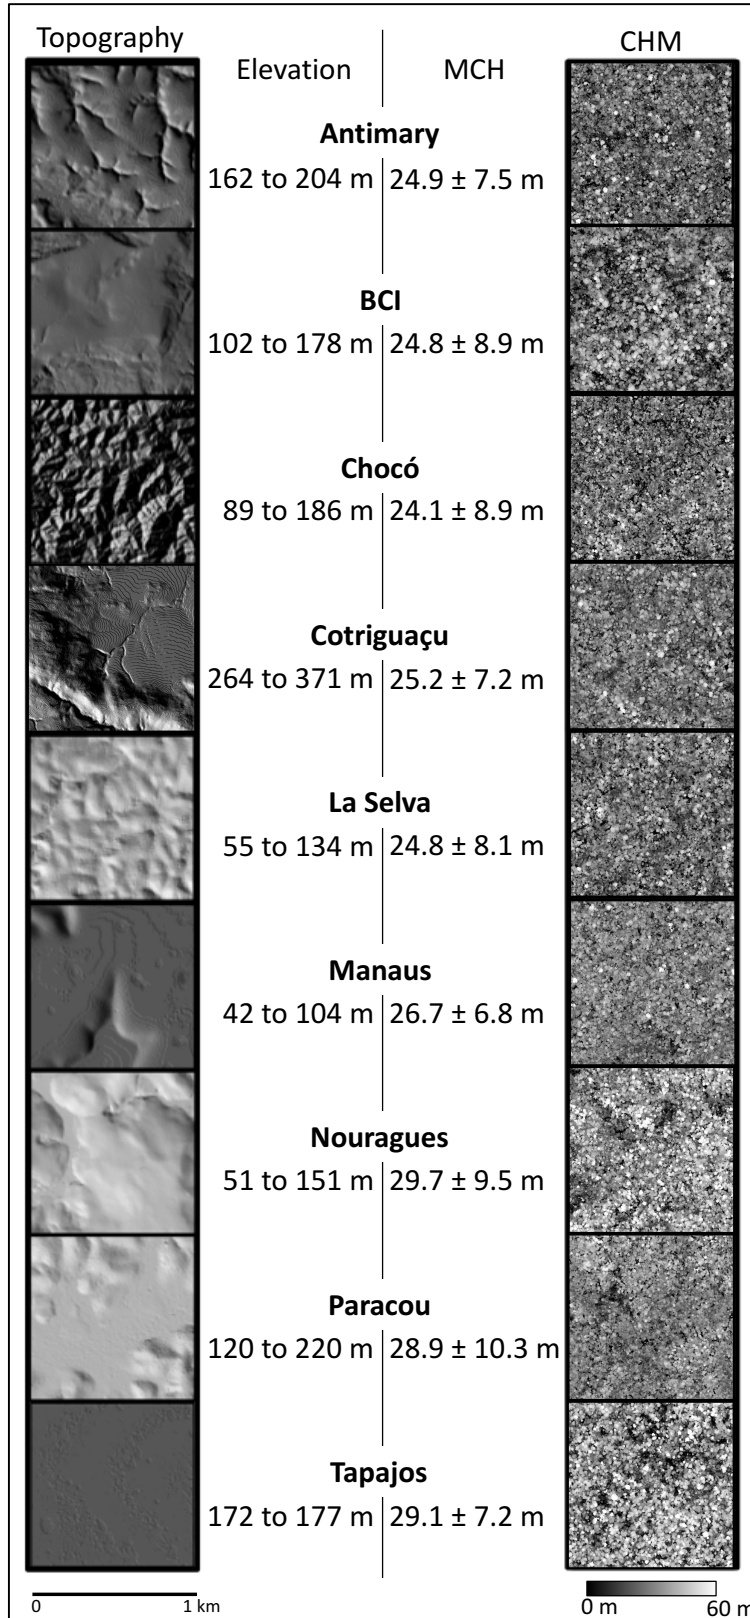 Topography
Elevation MCH
CHM
Antimary
162 to 204 m 24.9 ± 7.5 m
BCI
102 to 178 m 24.8 ± 8.9 m
Chocó
89 to 186 m 24.1 ± 8.9 m
Cotriguaçu
264 to 371 m 25.2 ± 7.2 m
La Selva
55 to 134 m 24.8 ± 8.1 m
Manaus
42 to 104 m 26.7 ± 6.8 m
Nouragues
51 to 151 m 29.7 ± 9.5 m
Paracou
120 to 220 m 28.9 ± 10.3 m
Tapajos
172 to 177 m 29.1 ± 7.2 m
0 1 km
0 m 60 m